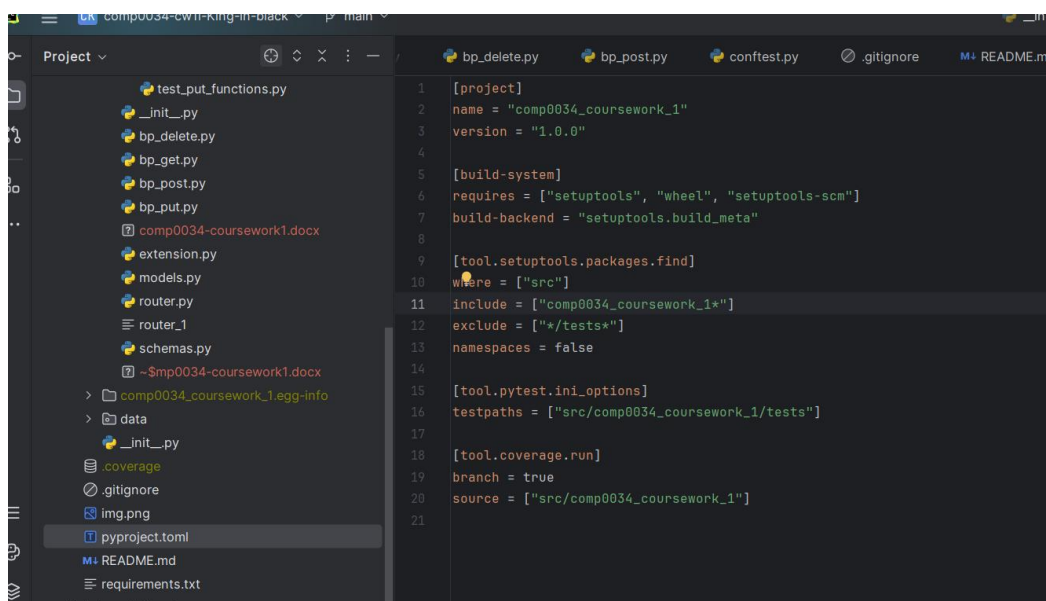 CK comp0034-cw1i-King-in-black main
Project
bp_delete.py bp_post.py conftest.py .gitignore M↓ README.m
test_put_functions.py
__init__.py
bp_delete.py
bp_get.py
bp_post.py
bp_put.py
comp0034-coursework1.docx
extension.py
models.py
router.py
router_1
schemas.py
~$mp0034-coursework1.docx
comp0034_coursework_1.egg-info
data
__init__.py
.coverage
.gitignore
img.png
pyproject.toml
M↓ README.md
requirements.txt
1 [project]
2 name = "comp0034_coursework_1"
3 version = "1.0.0"
4
5 [build-system]
6 requires = ["setuptools", "wheel", "setuptools-scm"]
7 build-backend = "setuptools.build_meta"
8
9 [tool.setuptools.packages.find]
10 where = ["src"]
11 include = ["comp0034_coursework_1*"]
12 exclude = ["*/tests*"]
13 namespaces = false
14
15 [tool.pytest.ini_options]
16 testpaths = ["src/comp0034_coursework_1/tests"]
17
18 [tool.coverage.run]
19 branch = true
20 source = ["src/comp0034_coursework_1"]
21